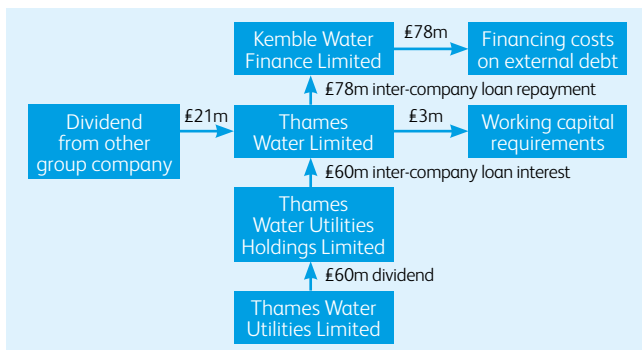 Kemble Water
Finance Limited
£78m
Financing costs
on external debt
£78m inter-company loan repayment
Dividend
from other
group company
£21m
Thames
Water Limited
£3m
Working capital
requirements
£60m inter-company loan interest
Thames
Water Utilities
Holdings Limited
£60m dividend
Thames Water
Utilities Limited